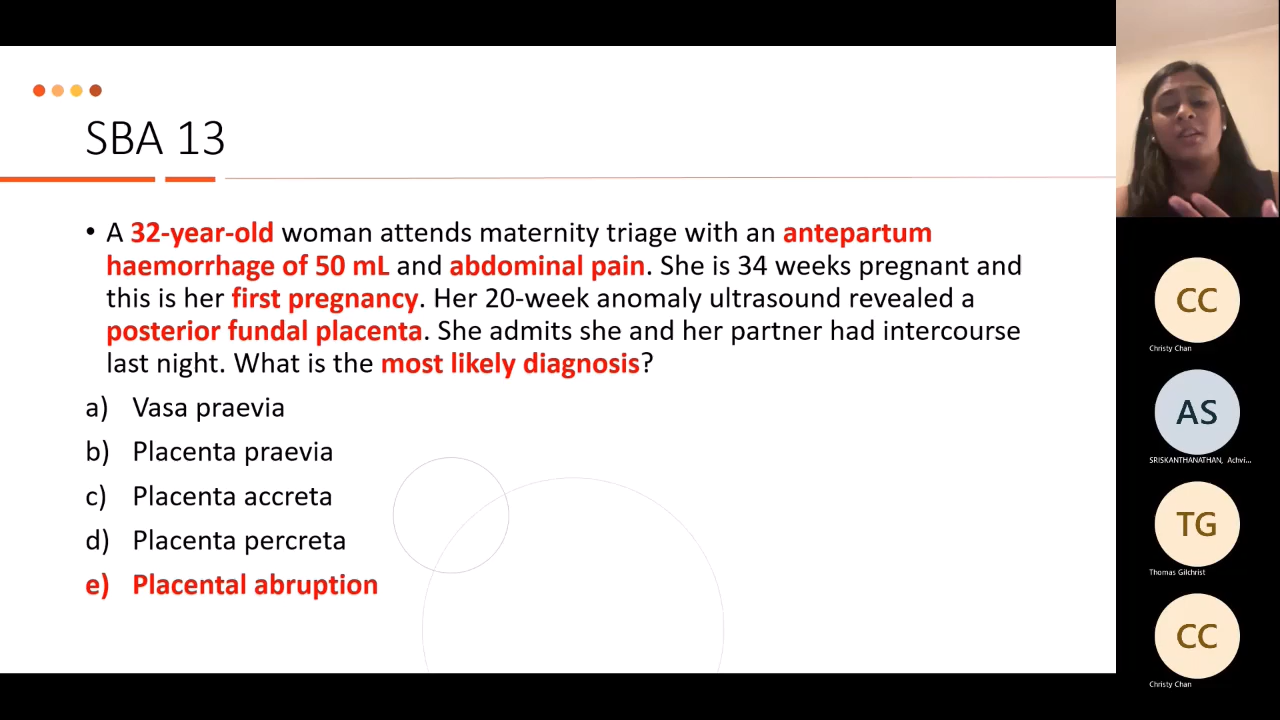 SBA 13
• A 32-year-old woman attends maternity triage with an antepartum
haemorrhage of 50 mL and abdominal pain. She is 34 weeks pregnant and
this is her first pregnancy. Her 20-week anomaly ultrasound revealed a
posterior fundal placenta. She admits she and her partner had intercourse
last night. What is the most likely diagnosis?
a) Vasa praevia
b) Placenta praevia
c) Placenta accreta
d) Placenta percreta
e) Placental abruption
CC
Christy Chan
AS
SRISKANTHANATHAN, Achvi...
TG
Thomas Gilchrist
CC
Christy Chan